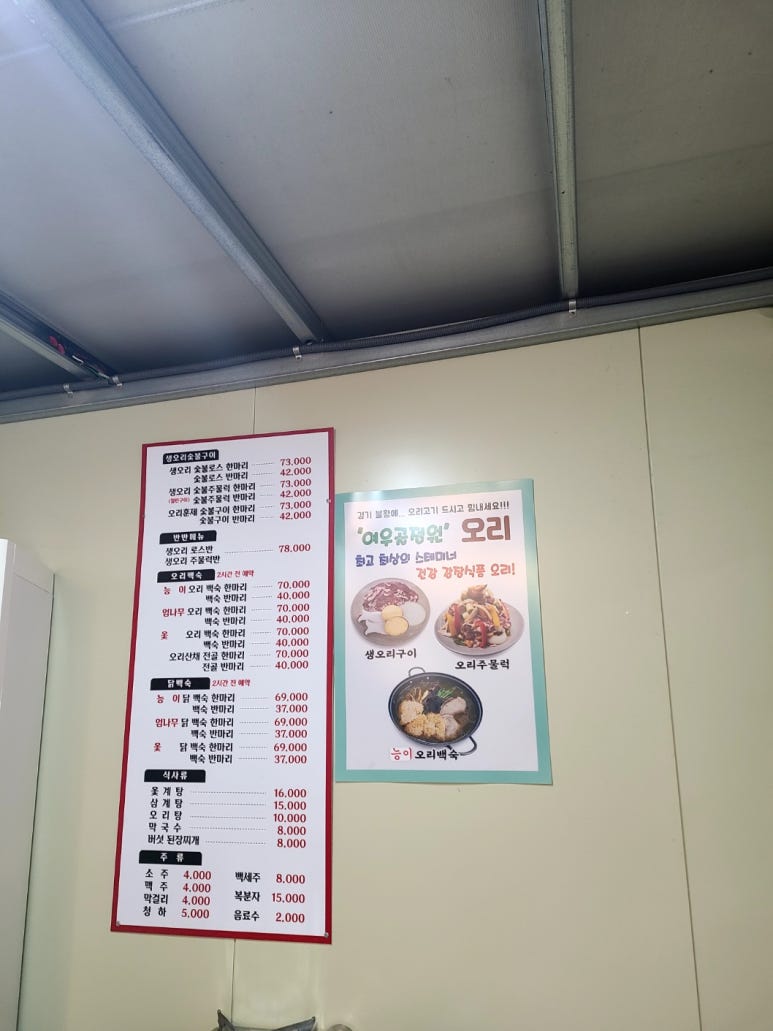 생오리숯불구이
생오리 숯불로스 한마리 73.000
숯불로스 반마리 42.000
생오리 숯불주물럭 한마리 73.000
숯불주물럭 반마리 42.000
오리훈제 숯불구이 한마리 73.000
숯불구이 반마리 42.000
반반메뉴
생오리 로스반 78.000
생오리 주물럭반
오리백숙 2시간 전 예약
능 이 오리 백숙 한마리 70.000
백숙 반마리 40.000
엄나무 오리 백숙 한마리 70.000
백숙 반마리 40.000
옻 오리 백숙 한마리 70.000
백숙 반마리 40.000
오리산채 전골 한마리 70.000
전골 반마리 40.000
닭백숙 2시간 전 예약
능 이 닭 백숙 한마리 69.000
백숙 반마리 37.000
엄나무 닭 백숙 한마리 69.000
백숙 반마리 37.000
옻 닭 백숙 한마리 69.000
백숙 반마리 37.000
식사류
옻 계 탕 16.000
삼 계 탕 15.000
오 리 탕 10.000
막 국 수 8.000
버섯 된장찌개 8.000
주 류
소 주 4.000 백세주 8.000
맥 주 4.000
막걸리 4.000 복분자 15.000
청 하 5.000 음료수 2.000
경기 불황에... 오리고기 드시고 힘내세요!!!
'여우곰정원' 오리
최고 최상의 스테미너
건강 강장식품 오리!
생오리구이
오리주물럭
능이 오리백숙